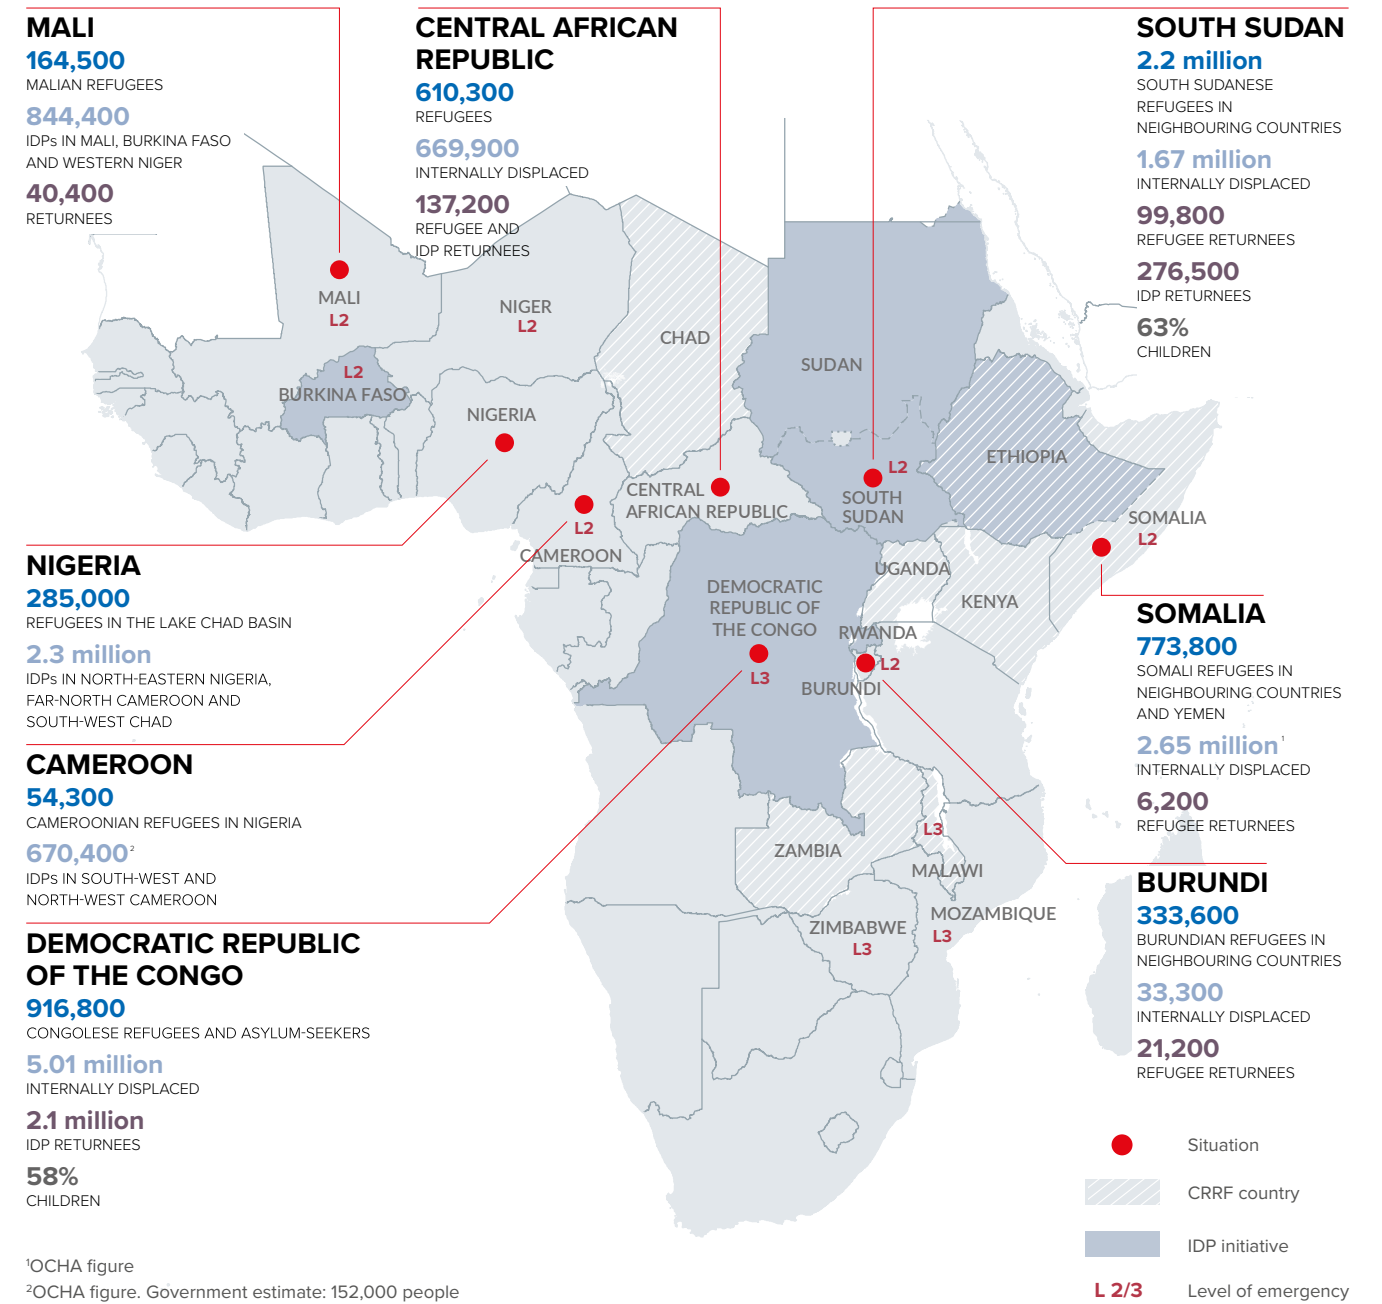 MALI
164,500
MALIAN REFUGEES
844,400
IDPs IN MALI, BURKINA FASO
AND WESTERN NIGER
40,400
RETURNEES
CENTRAL AFRICAN
REPUBLIC
610,300
REFUGEES
669,900
INTERNALLY DISPLACED
137,200
REFUGEE AND
IDP RETURNEES
SOUTH SUDAN
2.2 million
SOUTH SUDANESE
REFUGEES IN
NEIGHBOURING COUNTRIES
1.67 million
INTERNALLY DISPLACED
99,800
REFUGEE RETURNEES
276,500
IDP RETURNEES
63%
CHILDREN
MALI
L2
NIGER
L2
CHAD
SUDAN
L2
BURKINA FASO
NIGERIA
ETHIOPIA
L2
SOUTH
SUDAN
CENTRAL
AFRICAN REPUBLIC
L2
CAMEROON
SOMALIA
L2
UGANDA
KENYA
DEMOCRATIC
REPUBLIC OF
THE CONGO
L3
RWANDA
L2
BURUNDI
L3
ZAMBIA
MALAWI
MOZAMBIQUE
L3
ZIMBABWE
L3
NIGERIA
285,000
REFUGEES IN THE LAKE CHAD BASIN
2.3 million
IDPs IN NORTH-EASTERN NIGERIA,
FAR-NORTH CAMEROON AND
SOUTH-WEST CHAD
CAMEROON
54,300
CAMEROONIAN REFUGEES IN NIGERIA
670,400²
IDPs IN SOUTH-WEST AND
NORTH-WEST CAMEROON
DEMOCRATIC REPUBLIC
OF THE CONGO
916,800
CONGOLESE REFUGEES AND ASYLUM-SEEKERS
5.01 million
INTERNALLY DISPLACED
2.1 million
IDP RETURNEES
58%
CHILDREN
SOMALIA
773,800
SOMALI REFUGEES IN
NEIGHBOURING COUNTRIES
AND YEMEN
2.65 million¹
INTERNALLY DISPLACED
6,200
REFUGEE RETURNEES
BURUNDI
333,600
BURUNDIAN REFUGEES IN
NEIGHBOURING COUNTRIES
33,300
INTERNALLY DISPLACED
21,200
REFUGEE RETURNEES
Situation
CRRF country
IDP initiative
L 2/3 Level of emergency
¹OCHA figure
²OCHA figure. Government estimate: 152,000 people